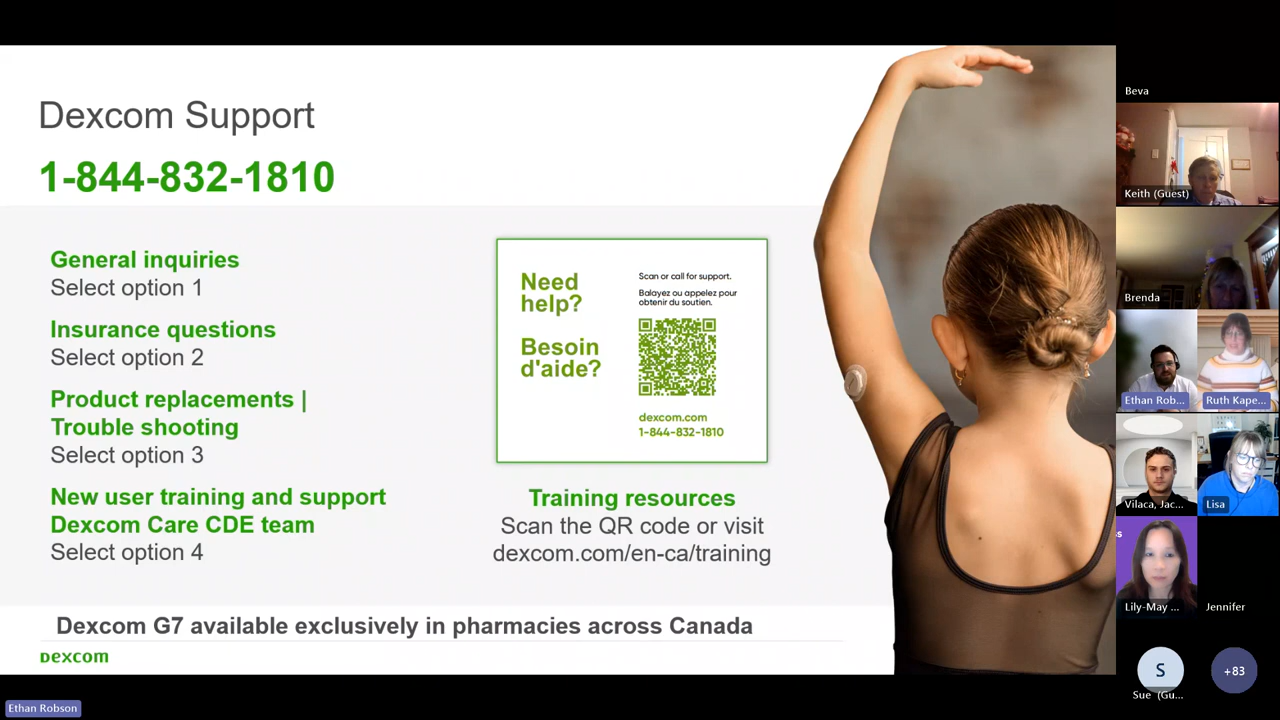 Dexcom Support
1-844-832-1810
General inquiries
Select option 1
Insurance questions
Select option 2
Product replacements |
Trouble shooting
Select option 3
New user training and support
Dexcom Care CDE team
Select option 4
Need
help?
Besoin
d'aide?
Scan or call for support.
Balayez ou appelez pour
obtenir du soutien.
dexcom.com
1-844-832-1810
Training resources
Scan the QR code or visit
dexcom.com/en-ca/training
Dexcom G7 available exclusively in pharmacies across Canada
Dexcom
Ethan Robson
Beva
Keith (Guest)
Brenda
Ethan Rob...
Ruth Kape...
Vilaca, Jac...
Lisa
Lily-May ...
Jennifer
S
Sue (Gu...
+83